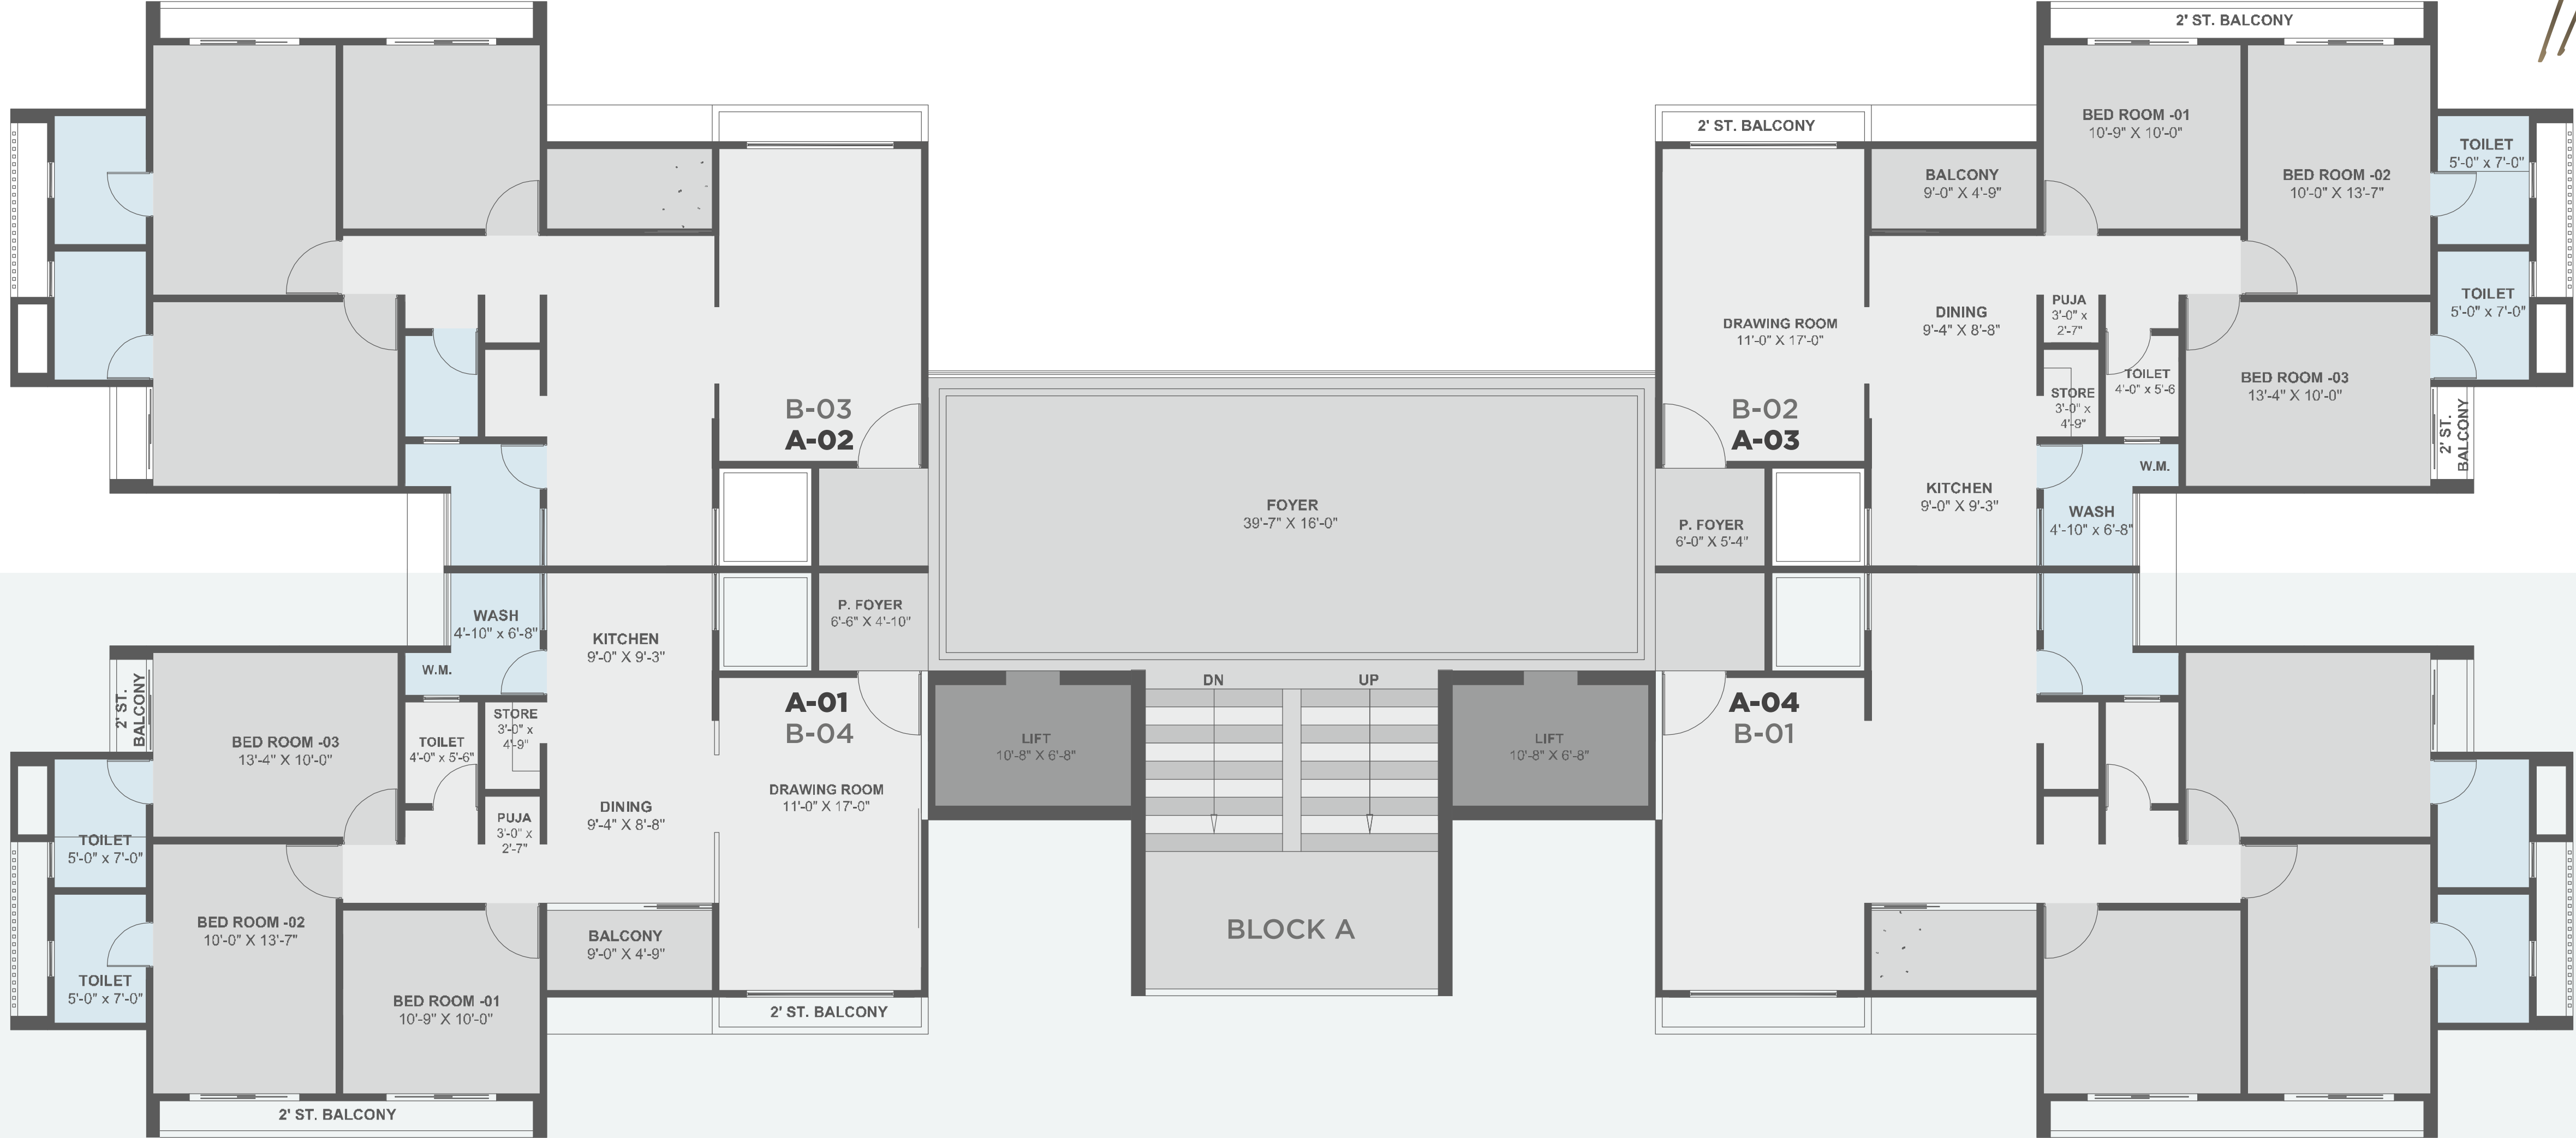 2' ST. BALCONY
BED ROOM -01
10'-9" X 10'-0"
2' ST. BALCONY
TOILET
5'-0" x 7'-0"
BALCONY
9'-0" X 4'-9"
BED ROOM -02
10'-0" X 13'-7"
DRAWING ROOM
11'-0" X 17'-0"
DINING
9'-4" X 8'-8"
PUJA
3'-0" x
2'-7"
TOILET
5'-0" x 7'-0"
STORE
3'-0" x
4'-9"
TOILET
4'-0" x 5'-6
BED ROOM -03
13'-4" X 10'-0"
2' ST.
BALCONY
B-03
A-02
B-02
A-03
FOYER
39'-7" X 16'-0"
P. FOYER
6'-0" X 5'-4"
KITCHEN
9'-0" X 9'-3"
W.M.
WASH
4'-10" x 6'-8"
WASH
4'-10" x 6'-8"
W.M.
KITCHEN
9'-0" X 9'-3"
P. FOYER
6'-6" X 4'-10"
2' ST.
BALCONY
BED ROOM -03
13'-4" X 10'-0"
TOILET
4'-0" x 5'-6"
STORE
3'-0" x
4'-9"
A-01
B-04
DN
UP
A-04
B-01
LIFT
10'-8" X 6'-8"
LIFT
10'-8" X 6'-8"
TOILET
5'-0" x 7'-0"
PUJA
3'-0" x
2'-7"
DINING
9'-4" X 8'-8"
DRAWING ROOM
11'-0" X 17'-0"
BED ROOM -02
10'-0" X 13'-7"
TOILET
5'-0" x 7'-0"
BED ROOM -01
10'-9" X 10'-0"
BALCONY
9'-0" X 4'-9"
BLOCK A
2' ST. BALCONY
2' ST. BALCONY